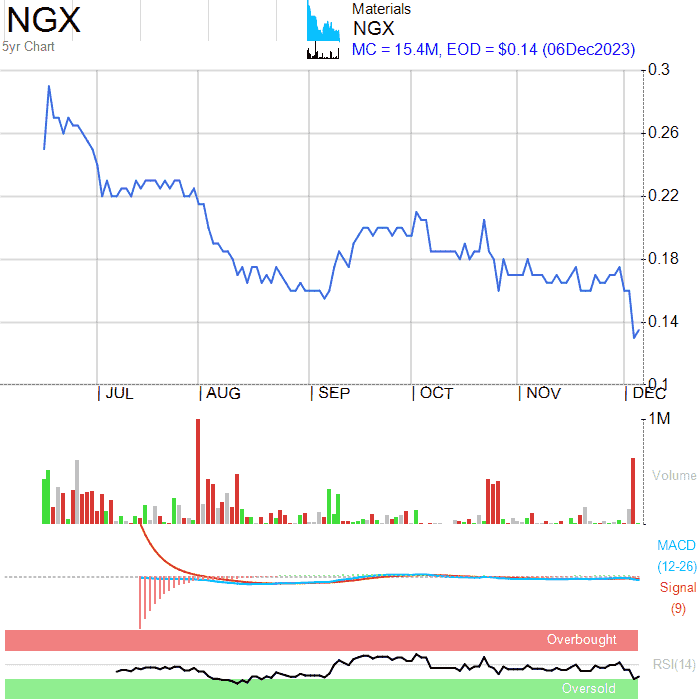 NGX
5yr Chart
Materials
NGX
MC = 15.4M, EOD = $0.14 (06Dec2023)
0.3
0.26
0.22
0.18
0.14
0.1
JUL AUG SEP OCT NOV DEC
1M
Volume
MACD
(12-26)
Signal
(9)
Overbought
RSI(14)
Oversold